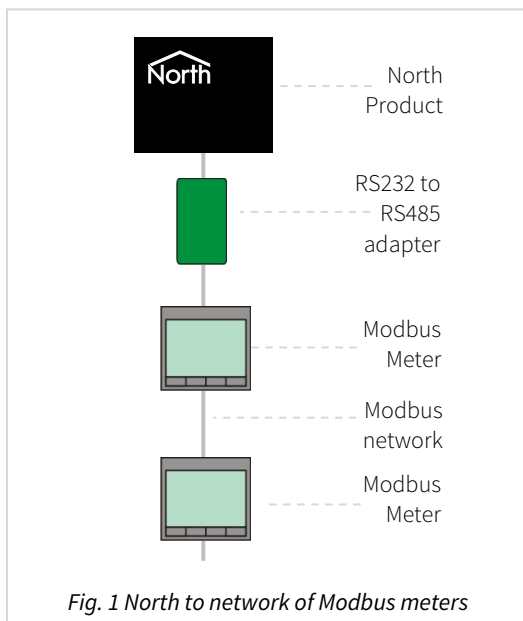 North
North
Product
RS232 to
RS485
adapter
Modbus
Meter
Modbus
network
Modbus
Meter
Fig. 1 North to network of Modbus meters